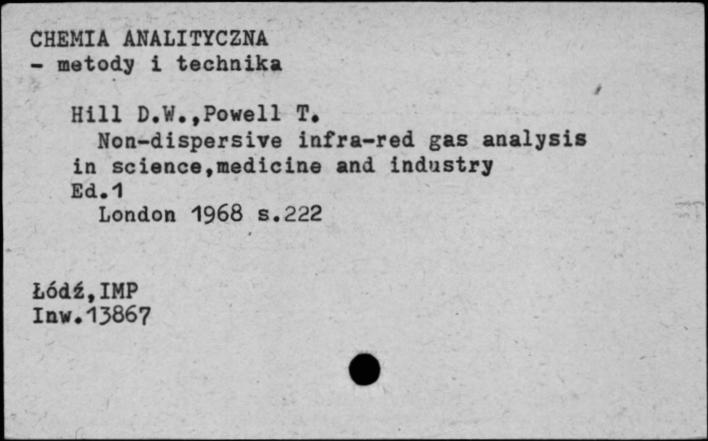 CHEMIA ANALITYCZNA
- metody i technika
Hill D.W.,Powell T.
Non-dispersive infra-red gas analysis
in science,medicine and industry
Ed.1
London 1968 s.222
Łódź,IMP
Inw.13867